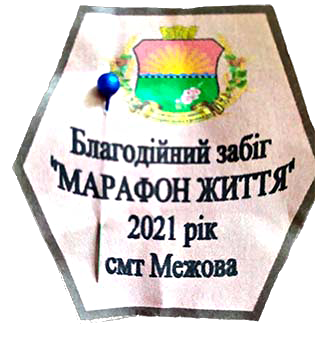 Благодійний забіг
"МАРАФОН ЖИТТЯ"
2021 рік
смт Межова